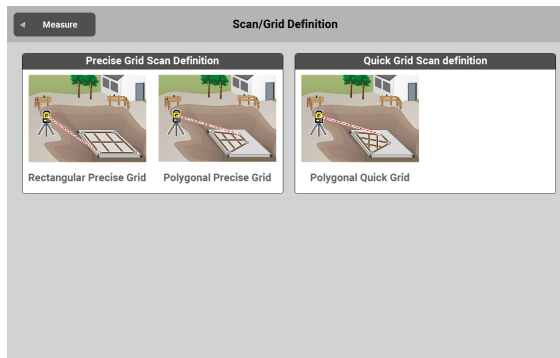 Measure
Scan/Grid Definition
Precise Grid Scan Definition
Quick Grid Scan definition
Rectangular Precise Grid
Polygonal Precise Grid
Polygonal Quick Grid